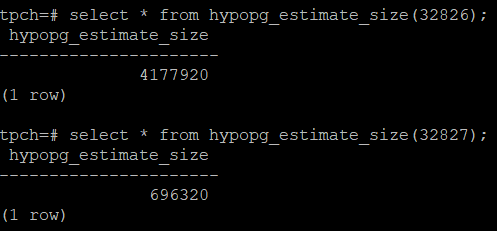 tpch=# select * from hypopg_estimate_size(32826);
hypopg_estimate_size
----------------------
4177920
(1 row)
tpch=# select * from hypopg_estimate_size(32827);
hypopg_estimate_size
----------------------
696320
(1 row)